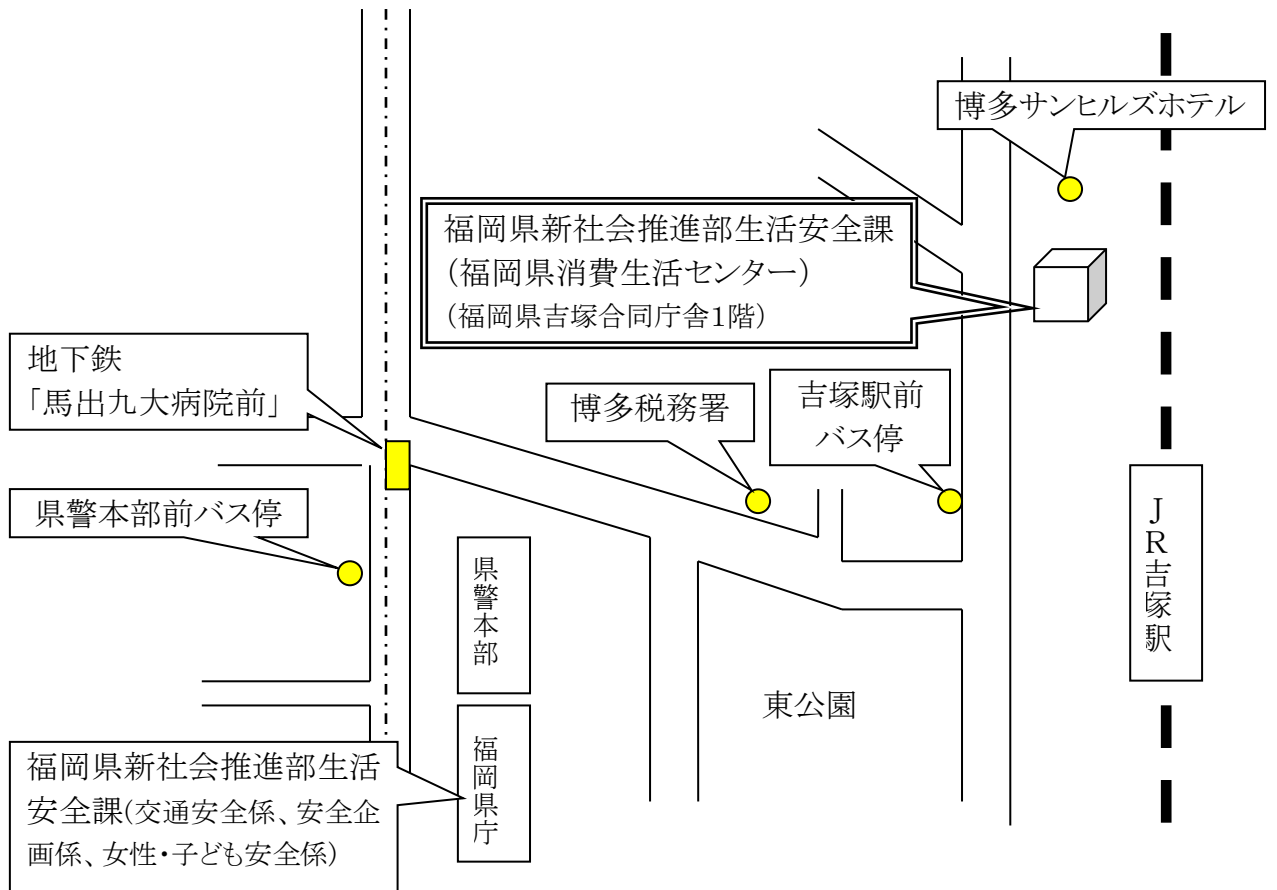 博多サンヒルズホテル
福岡県新社会推進部生活安全課
(福岡県消費生活センター)
(福岡県吉塚合同庁舎1階)
地下鉄
「馬出九大病院前」
博多税務署
吉塚駅前
バス停
県警本部前バス停
県警本部
JR吉塚駅
東公園
福岡県新社会推進部生活
安全課(交通安全係、安全企
画係、女性・子ども安全係)
福岡県庁